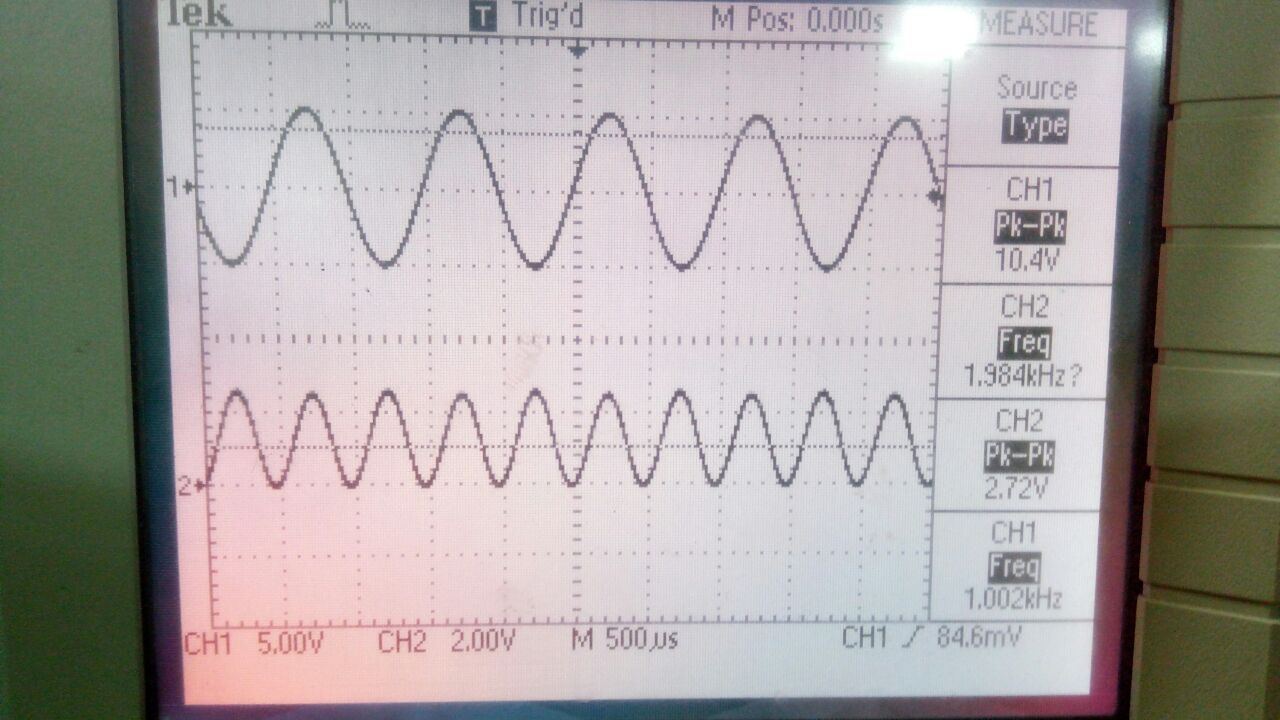 Tek T Trig'd M Pos: 0.000s MEASURE
Source
Type
1
CH1
Pk-Pk
10.4V
CH2
Freq
1.984kHz?
CH2
Pk-Pk
2.72V
2
CH1
Freq
1.002kHz
CH1 5.00V CH2 2.00V M 500µs CH1 84.6mV